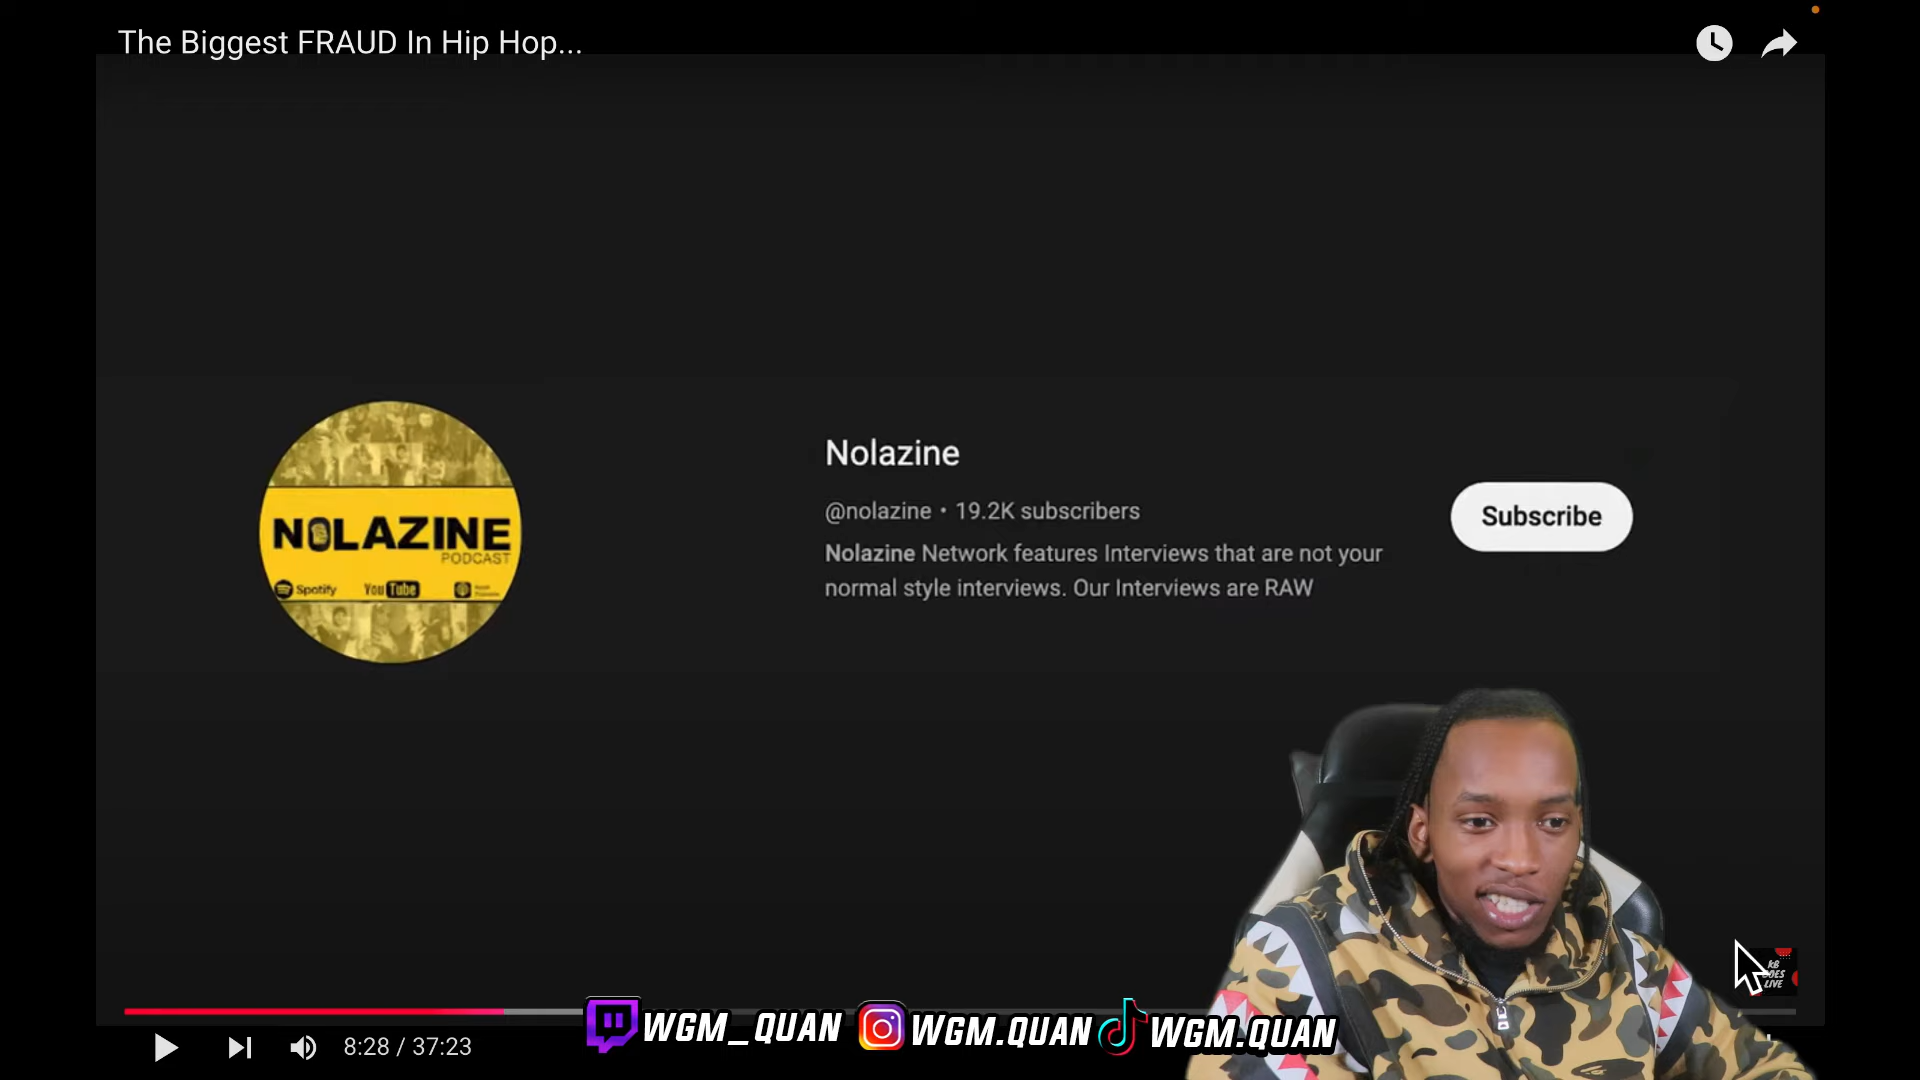 The Biggest FRAUD In Hip Hop...
Nolazine
@nolazine • 19.2K subscribers
Nolazine Network features Interviews that are not your
normal style interviews. Our Interviews are RAW
Subscribe
NOLAZINE
PODCAST
Spotify YouTube
KB
LIVE
8:28 / 37:23
WGM_QUAN WGM.QUAN WGM.QUAN